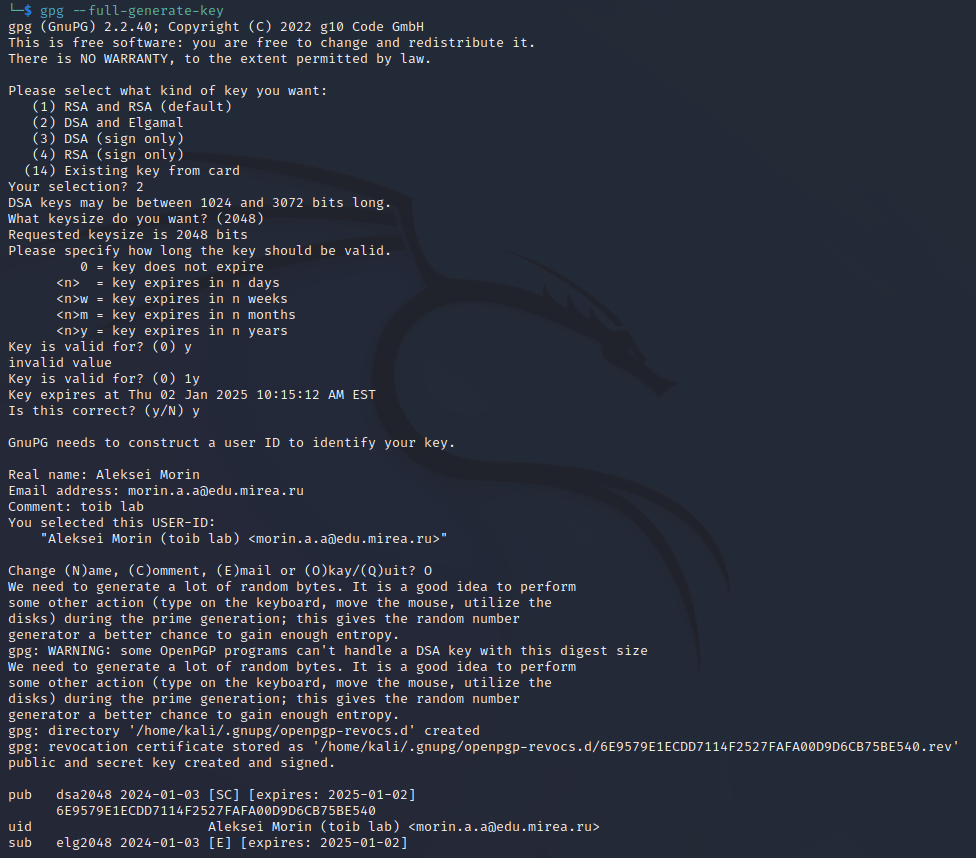 └─$ gpg --full-generate-key
gpg (GnuPG) 2.2.40; Copyright (C) 2022 g10 Code GmbH
This is free software: you are free to change and redistribute it.
There is NO WARRANTY, to the extent permitted by law.

Please select what kind of key you want:
   (1) RSA and RSA (default)
   (2) DSA and Elgamal
   (3) DSA (sign only)
   (4) RSA (sign only)
  (14) Existing key from card
Your selection? 2
DSA keys may be between 1024 and 3072 bits long.
What keysize do you want? (2048)
Requested keysize is 2048 bits
Please specify how long the key should be valid.
         0 = key does not expire
      <n>  = key expires in n days
      <n>w = key expires in n weeks
      <n>m = key expires in n months
      <n>y = key expires in n years
Key is valid for? (0) y
invalid value
Key is valid for? (0) 1y
Key expires at Thu 02 Jan 2025 10:15:12 AM EST
Is this correct? (y/N) y

GnuPG needs to construct a user ID to identify your key.

Real name: Aleksei Morin
Email address: morin.a.a@edu.mirea.ru
Comment: toib lab
You selected this USER-ID:
    "Aleksei Morin (toib lab) <morin.a.a@edu.mirea.ru>"

Change (N)ame, (C)omment, (E)mail or (O)kay/(Q)uit? O
We need to generate a lot of random bytes. It is a good idea to perform
some other action (type on the keyboard, move the mouse, utilize the
disks) during the prime generation; this gives the random number
generator a better chance to gain enough entropy.
gpg: WARNING: some OpenPGP programs can't handle a DSA key with this digest size
We need to generate a lot of random bytes. It is a good idea to perform
some other action (type on the keyboard, move the mouse, utilize the
disks) during the prime generation; this gives the random number
generator a better chance to gain enough entropy.
gpg: directory '/home/kali/.gnupg/openpgp-revocs.d' created
gpg: revocation certificate stored as '/home/kali/.gnupg/openpgp-revocs.d/6E9579E1ECDD7114F2527FAFA00D9D6CB75BE540.rev'
public and secret key created and signed.

pub   dsa2048 2024-01-03 [SC] [expires: 2025-01-02]
      6E9579E1ECDD7114F2527FAFA00D9D6CB75BE540
uid                      Aleksei Morin (toib lab) <morin.a.a@edu.mirea.ru>
sub   elg2048 2024-01-03 [E] [expires: 2025-01-02]